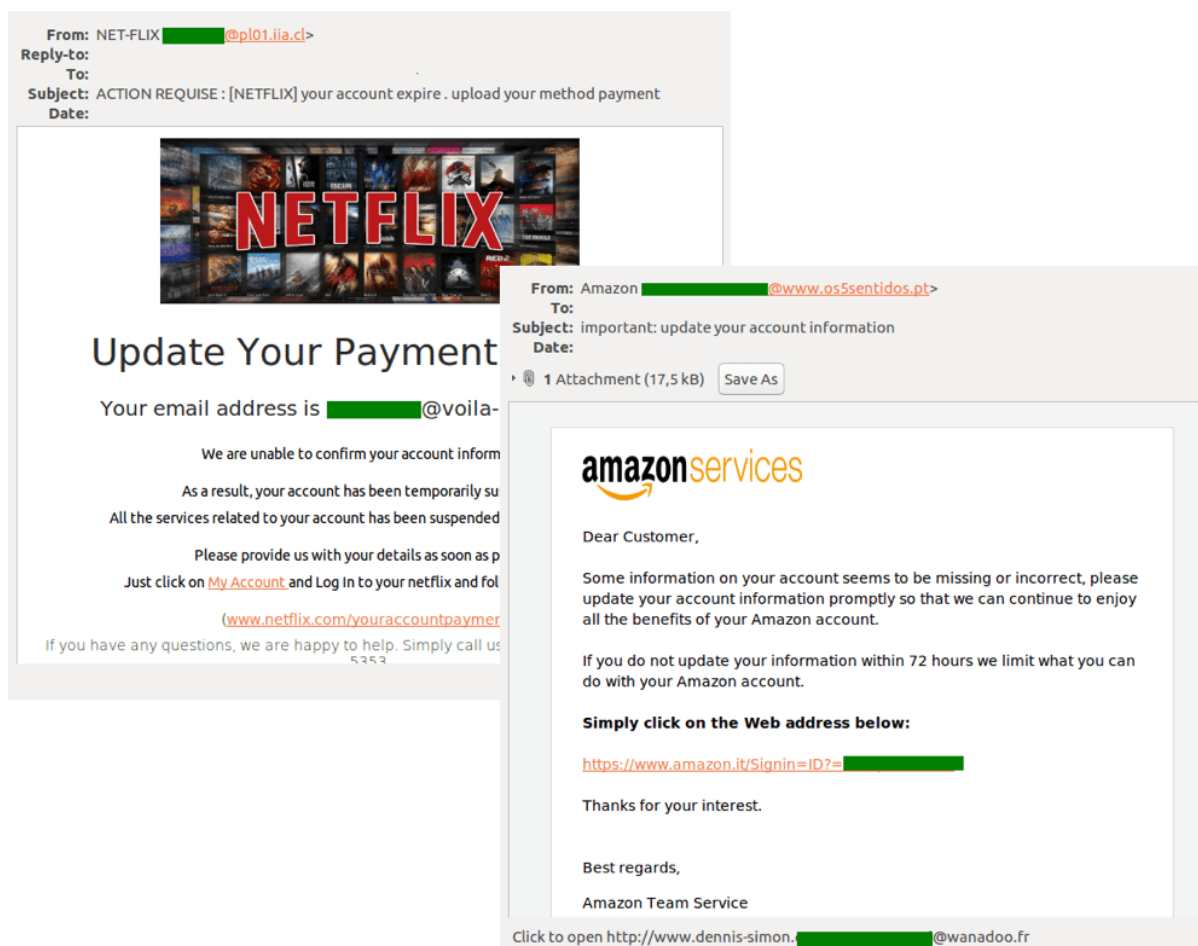 From: NET-FLIX @pl01.iia.cl>
Reply-to:
To:
Subject: ACTION REQUISE : [NETFLIX] your account expire . upload your method payment
Date:
NETFLIX
RED 2
Update Your Payment
Your email address is @voila-
We are unable to confirm your account inform
As a result, your account has been temporarily su
All the services related to your account has been suspended
Please provide us with your details as soon as p
Just click on My Account and Log In to your netflix and fol
(www.netflix.com/youraccountpaymen
If you have any questions, we are happy to help. Simply call us
5353
From: Amazon @www.os5sentidos.pt>
To:
Subject: important: update your account information
Date:
1 Attachment (17,5 kB) Save As
amazonservices
Dear Customer,
Some information on your account seems to be missing or incorrect, please
update your account information promptly so that we can continue to enjoy
all the benefits of your Amazon account.
If you do not update your information within 72 hours we limit what you can
do with your Amazon account.
Simply click on the Web address below:
https://www.amazon.it/Signin=ID?=
Thanks for your interest.
Best regards,
Amazon Team Service
Click to open http://www.dennis-simon. @wanadoo.fr